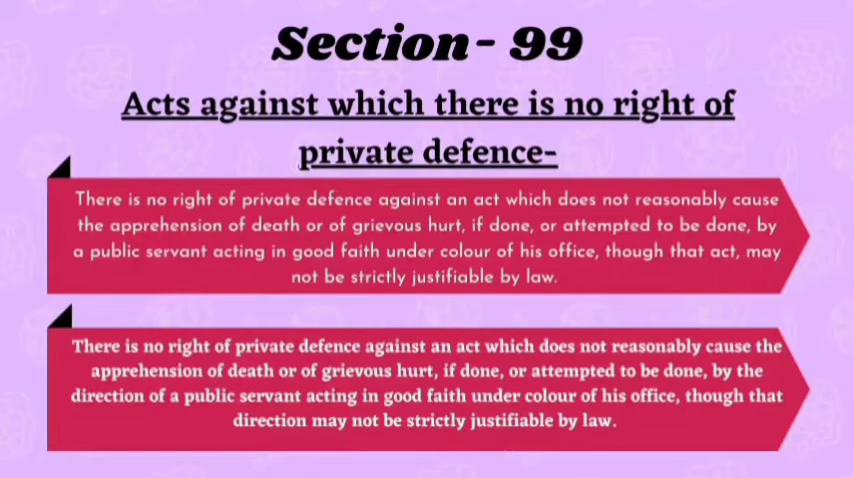 Section- 99
Acts against which there is no right of
private defence-
There is no right of private defence against an act which does not reasonably cause
the apprehension of death or of grievous hurt, if done, or attempted to be done, by
a public servant acting in good faith under colour of his office, though that act, may
not be strictly justifiable by law.
There is no right of private defence against an act which does not reasonably cause the
apprehension of death or of grievous hurt, if done, or attempted to be done, by the
direction of a public servant acting in good faith under colour of his office, though that
direction may not be strictly justifiable by law.